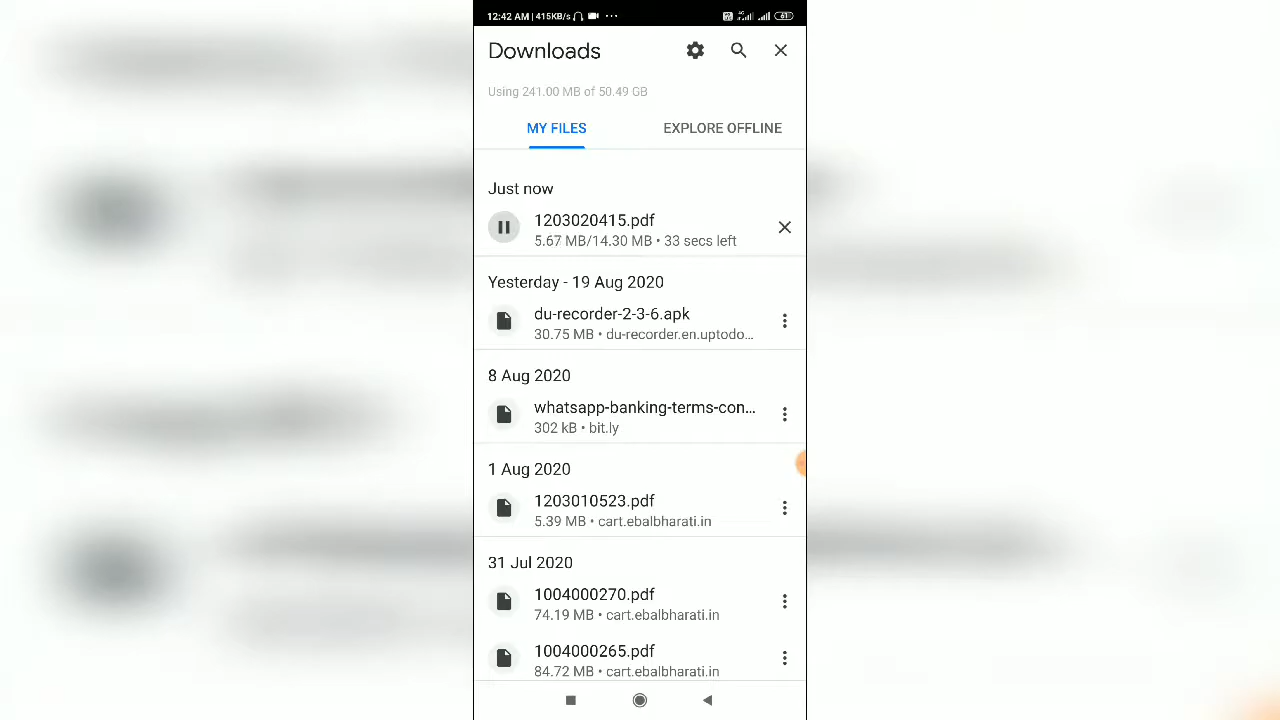 12:42 AM | 415KB/s ...
4G 61
Downloads
Using 241.00 MB of 50.49 GB
MY FILES EXPLORE OFFLINE
Just now
1203020415.pdf
5.67 MB/14.30 MB • 33 secs left
Yesterday - 19 Aug 2020
du-recorder-2-3-6.apk
30.75 MB • du-recorder.en.uptodo...
8 Aug 2020
whatsapp-banking-terms-con...
302 kB • bit.ly
1 Aug 2020
1203010523.pdf
5.39 MB • cart.ebalbharati.in
31 Jul 2020
1004000270.pdf
74.19 MB • cart.ebalbharati.in
1004000265.pdf
84.72 MB • cart.ebalbharati.in